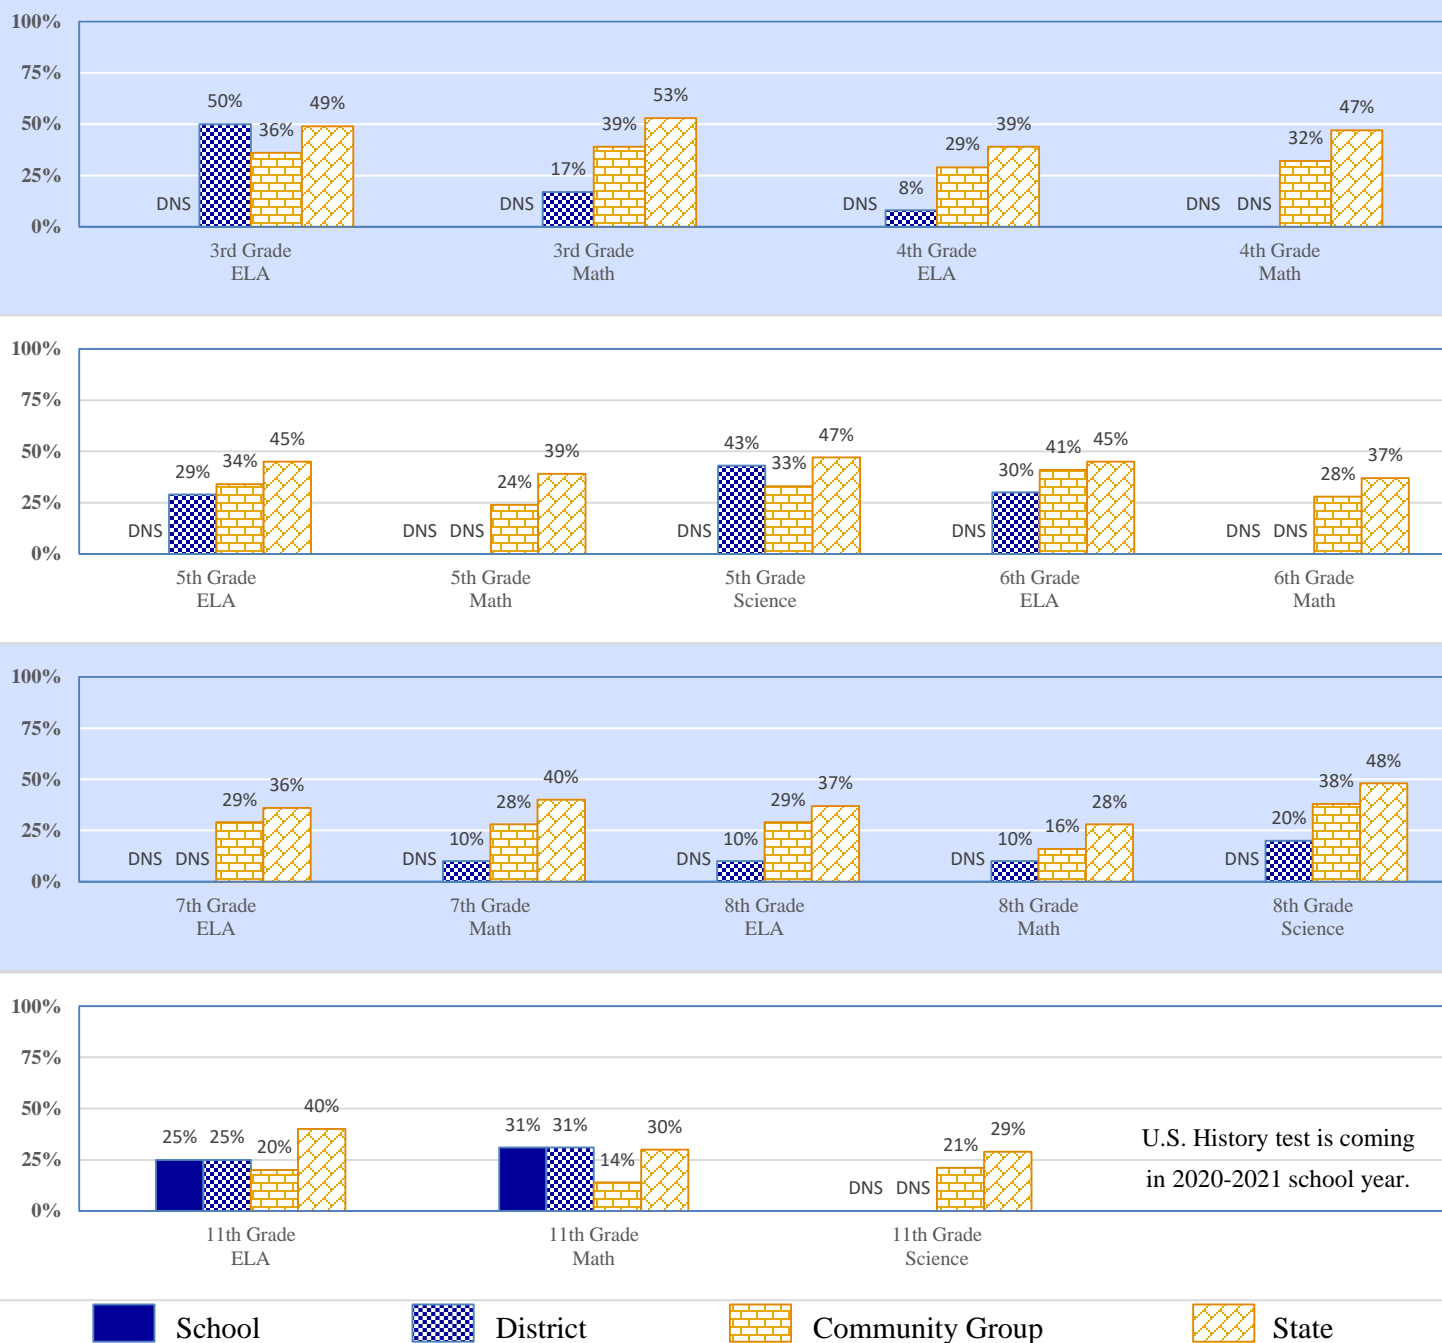 100%
75%
50%
25%
0%
DNS 50% 36% 49%
DNS 17% 39% 53%
DNS 8% 29% 39%
DNS DNS 32% 47%
3rd Grade
ELA
3rd Grade
Math
4th Grade
ELA
4th Grade
Math
100%
75%
50%
25%
0%
DNS 29% 34% 45%
DNS DNS 24% 39%
DNS 43% 33% 47%
DNS 30% 41% 45%
DNS DNS 28% 37%
5th Grade
ELA
5th Grade
Math
5th Grade
Science
6th Grade
ELA
6th Grade
Math
100%
75%
50%
25%
0%
DNS DNS 29% 36%
DNS 10% 28% 40%
DNS 10% 29% 37%
DNS 10% 16% 28%
DNS 20% 38% 48%
7th Grade
ELA
7th Grade
Math
8th Grade
ELA
8th Grade
Math
8th Grade
Science
100%
75%
50%
25%
0%
25% 25% 20% 40%
31% 31% 14% 30%
DNS DNS 21% 29%
U.S. History test is coming
in 2020-2021 school year.
11th Grade
ELA
11th Grade
Math
11th Grade
Science
School District Community Group State